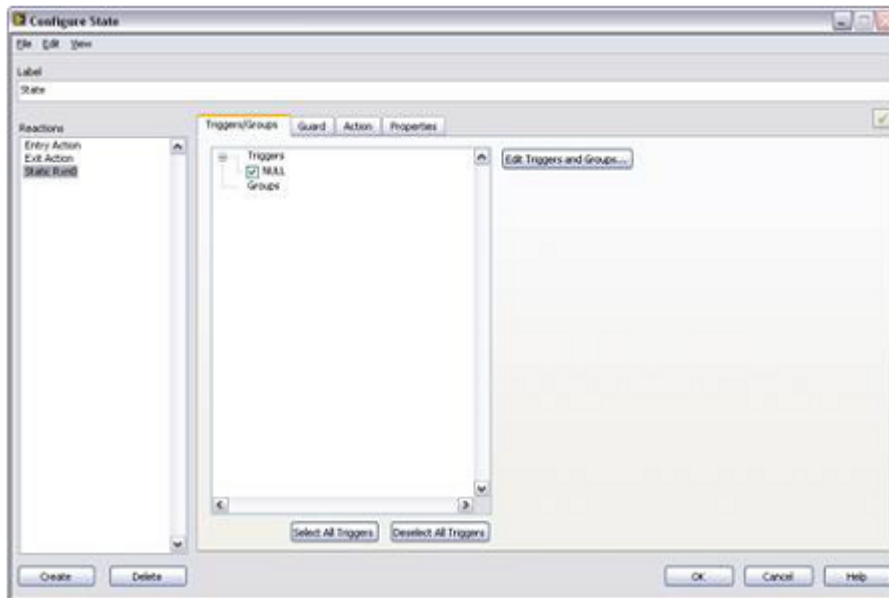 Configure State
File Edit View
Label
State
Reactions
Triggers/Groups Guard Action Properties
Entry Action
Exit Action
Static Rxn0
Triggers
NULL
Groups
Edit Triggers and Groups...
Select All Triggers Deselect All Triggers
Create Delete OK Cancel Help